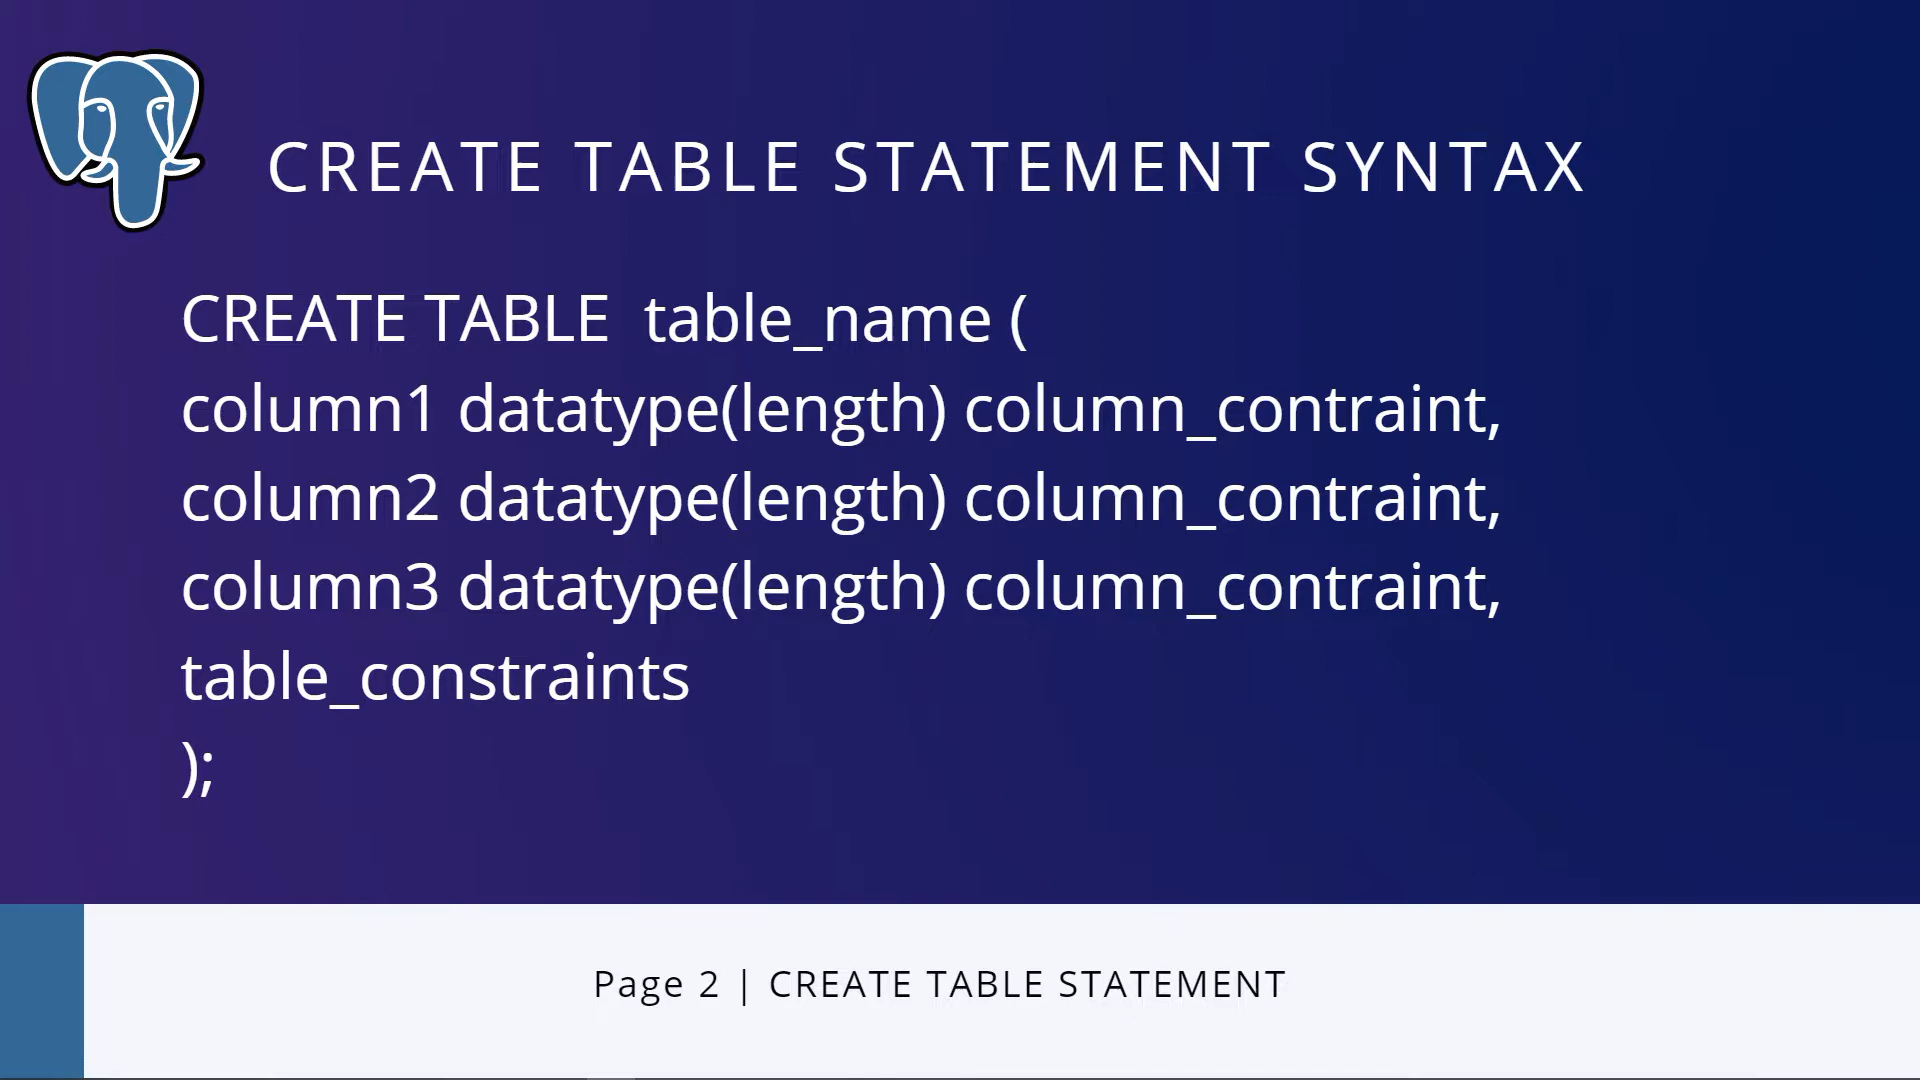 CREATE TABLE STATEMENT SYNTAX
CREATE TABLE  table_name (
column1 datatype(length) column_contraint,
column2 datatype(length) column_contraint,
column3 datatype(length) column_contraint,
table_constraints
);
Page 2 | CREATE TABLE STATEMENT